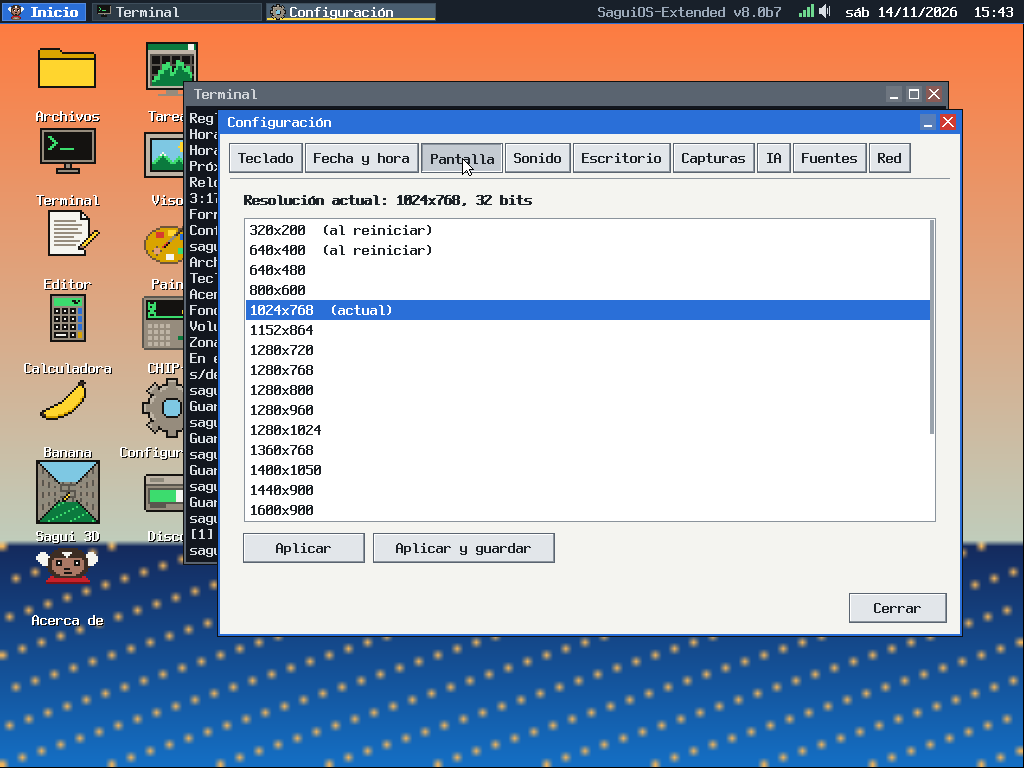 Inicio
Terminal
Configuración
SaguiOS-Extended v8.0b7
sáb 14/11/2026 15:43
Archivos
Terminal
Editor
Calculadora
CHIP
Banana
Sagui 3D
Acerca de
Terminal
Configuración
Teclado
Fecha y hora
Pantalla
Sonido
Escritorio
Capturas
IA
Fuentes
Red
Resolución actual: 1024x768, 32 bits
320x200 (al reiniciar)
640x400 (al reiniciar)
640x480
800x600
1024x768 (actual)
1152x864
1280x720
1280x768
1280x800
1280x960
1280x1024
1360x768
1400x1050
1440x900
1600x900
Aplicar
Aplicar y guardar
Cerrar